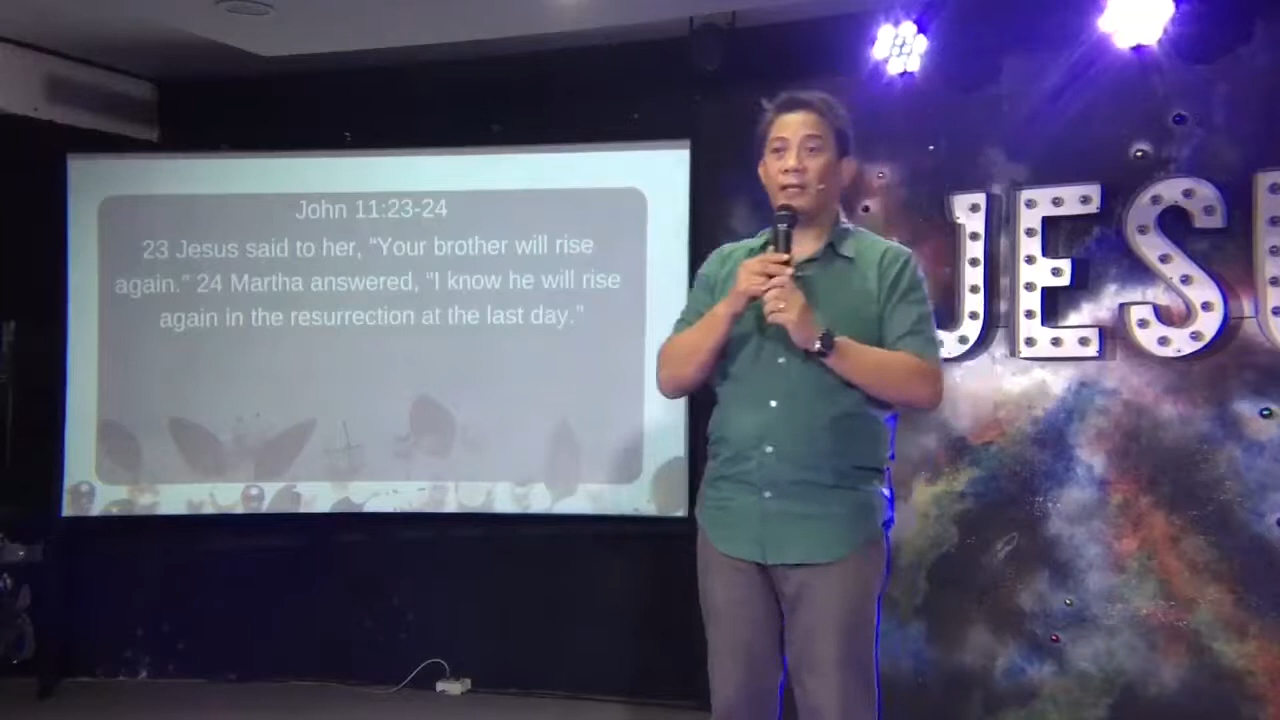 John 11:23-24
23 Jesus said to her, “Your brother will rise
again.” 24 Martha answered, “I know he will rise
again in the resurrection at the last day.”
JESU